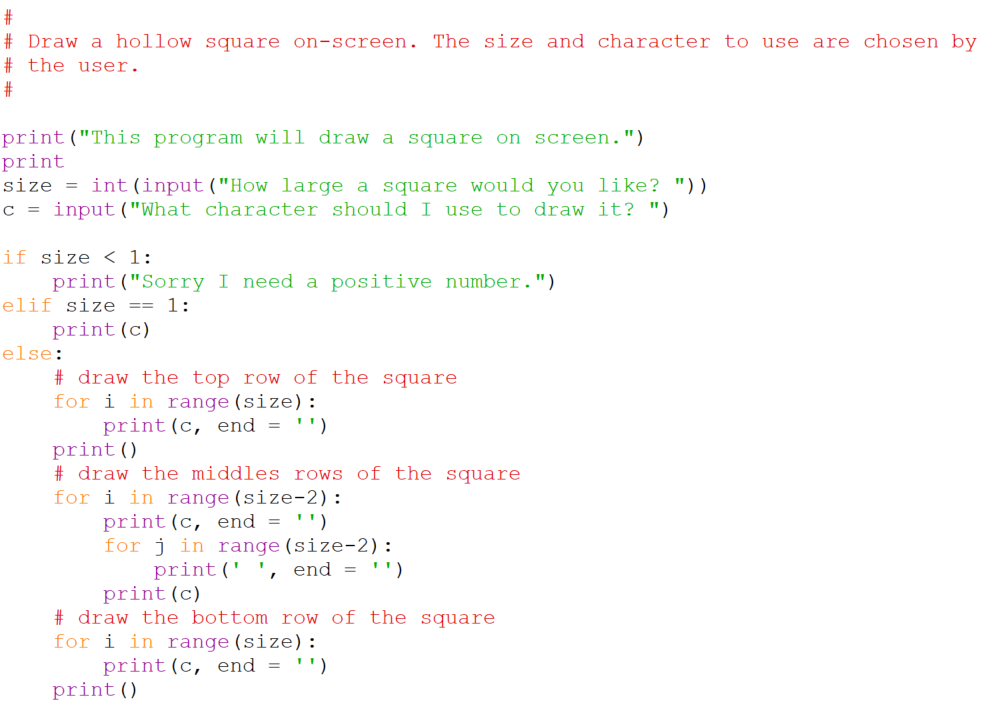 #
# Draw a hollow square on-screen. The size and character to use are chosen by
# the user.
#

print("This program will draw a square on screen.")
print
size = int(input("How large a square would you like? "))
c = input("What character should I use to draw it? ")

if size < 1:
    print("Sorry I need a positive number.")
elif size == 1:
    print(c)
else:
    # draw the top row of the square
    for i in range(size):
        print(c, end = '')
    print()
    # draw the middles rows of the square
    for i in range(size-2):
        print(c, end = '')
        for j in range(size-2):
            print(' ', end = '')
        print(c)
    # draw the bottom row of the square
    for i in range(size):
        print(c, end = '')
    print()